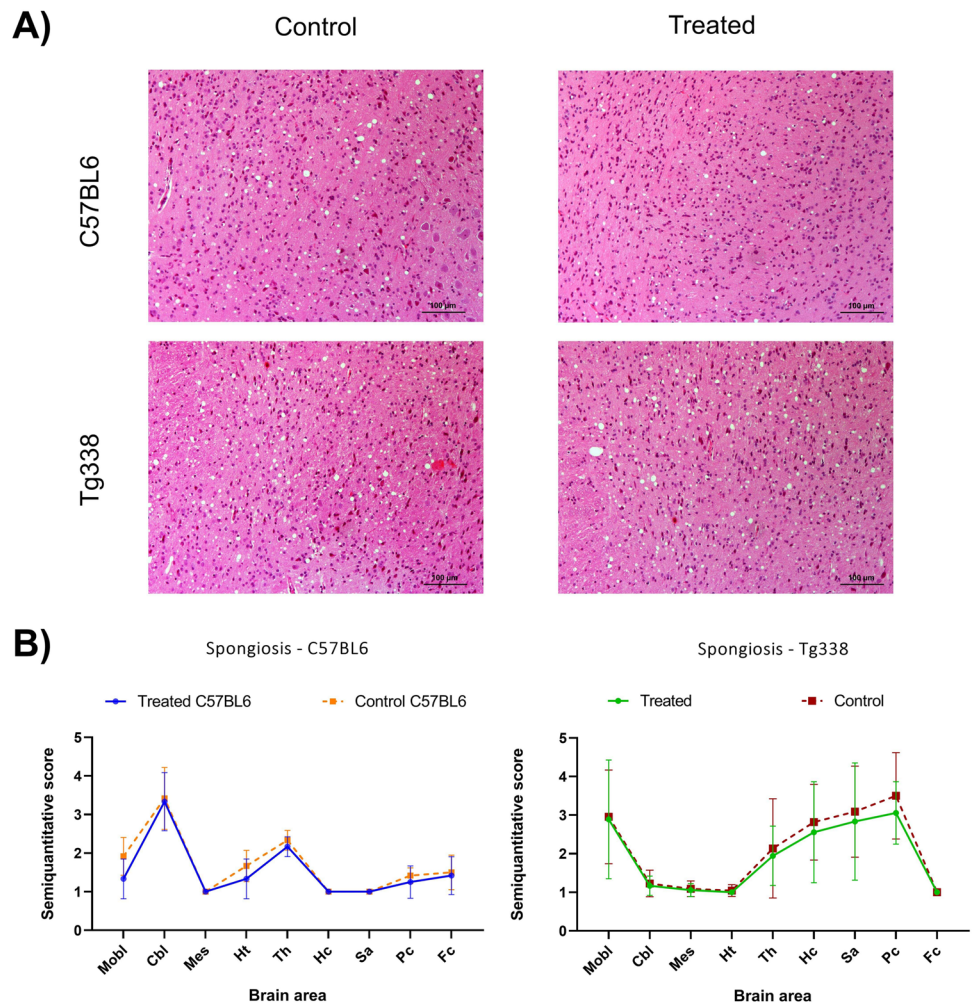 A)
Control
Treated
C57BL6
100 µm
100 µm
Tg338
100 µm
100 µm
B)
Spongiosis - C57BL6
Treated C57BL6
Control C57BL6
Semiquantitative score
5
4
3
2
1
0
Mobl Cbl Mes Ht Th Hc Sa Pc Fc
Brain area
Spongiosis - Tg338
Treated
Control
Semiquantitative score
5
4
3
2
1
0
Mobl Cbl Mes Ht Th Hc Sa Pc Fc
Brain area